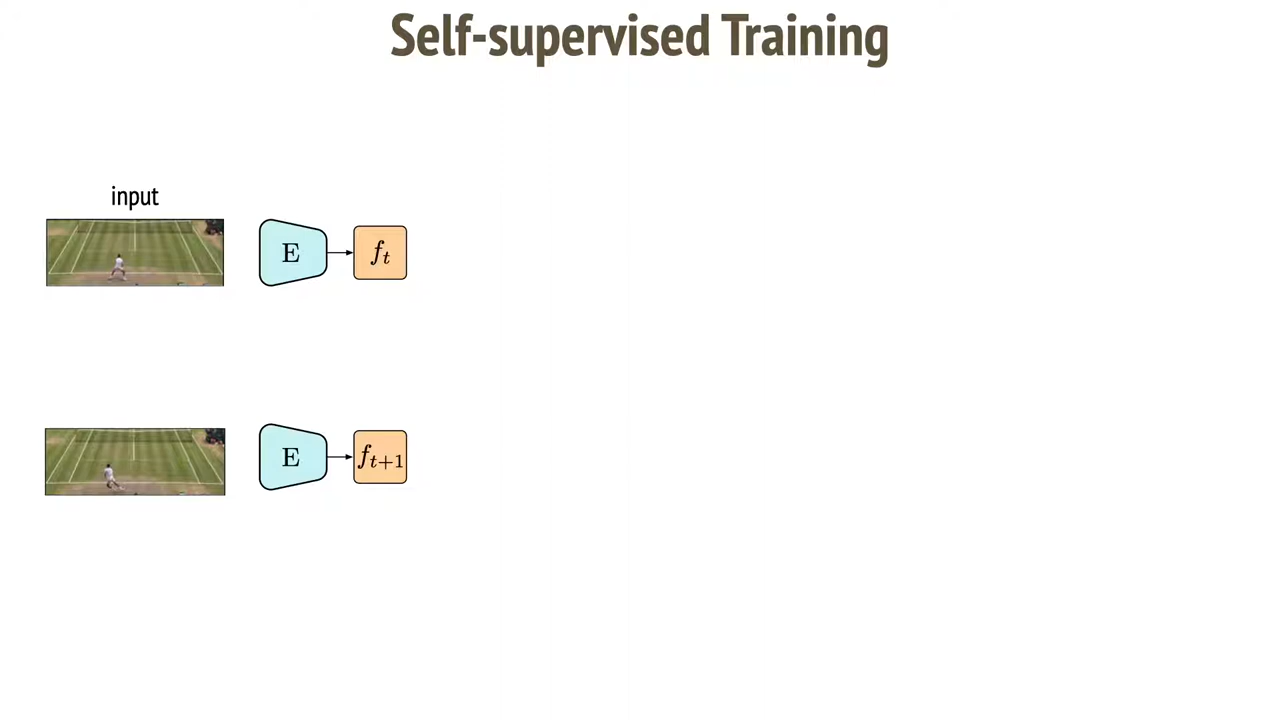 Self-supervised Training
input
E
f_t
E
f_{t+1}